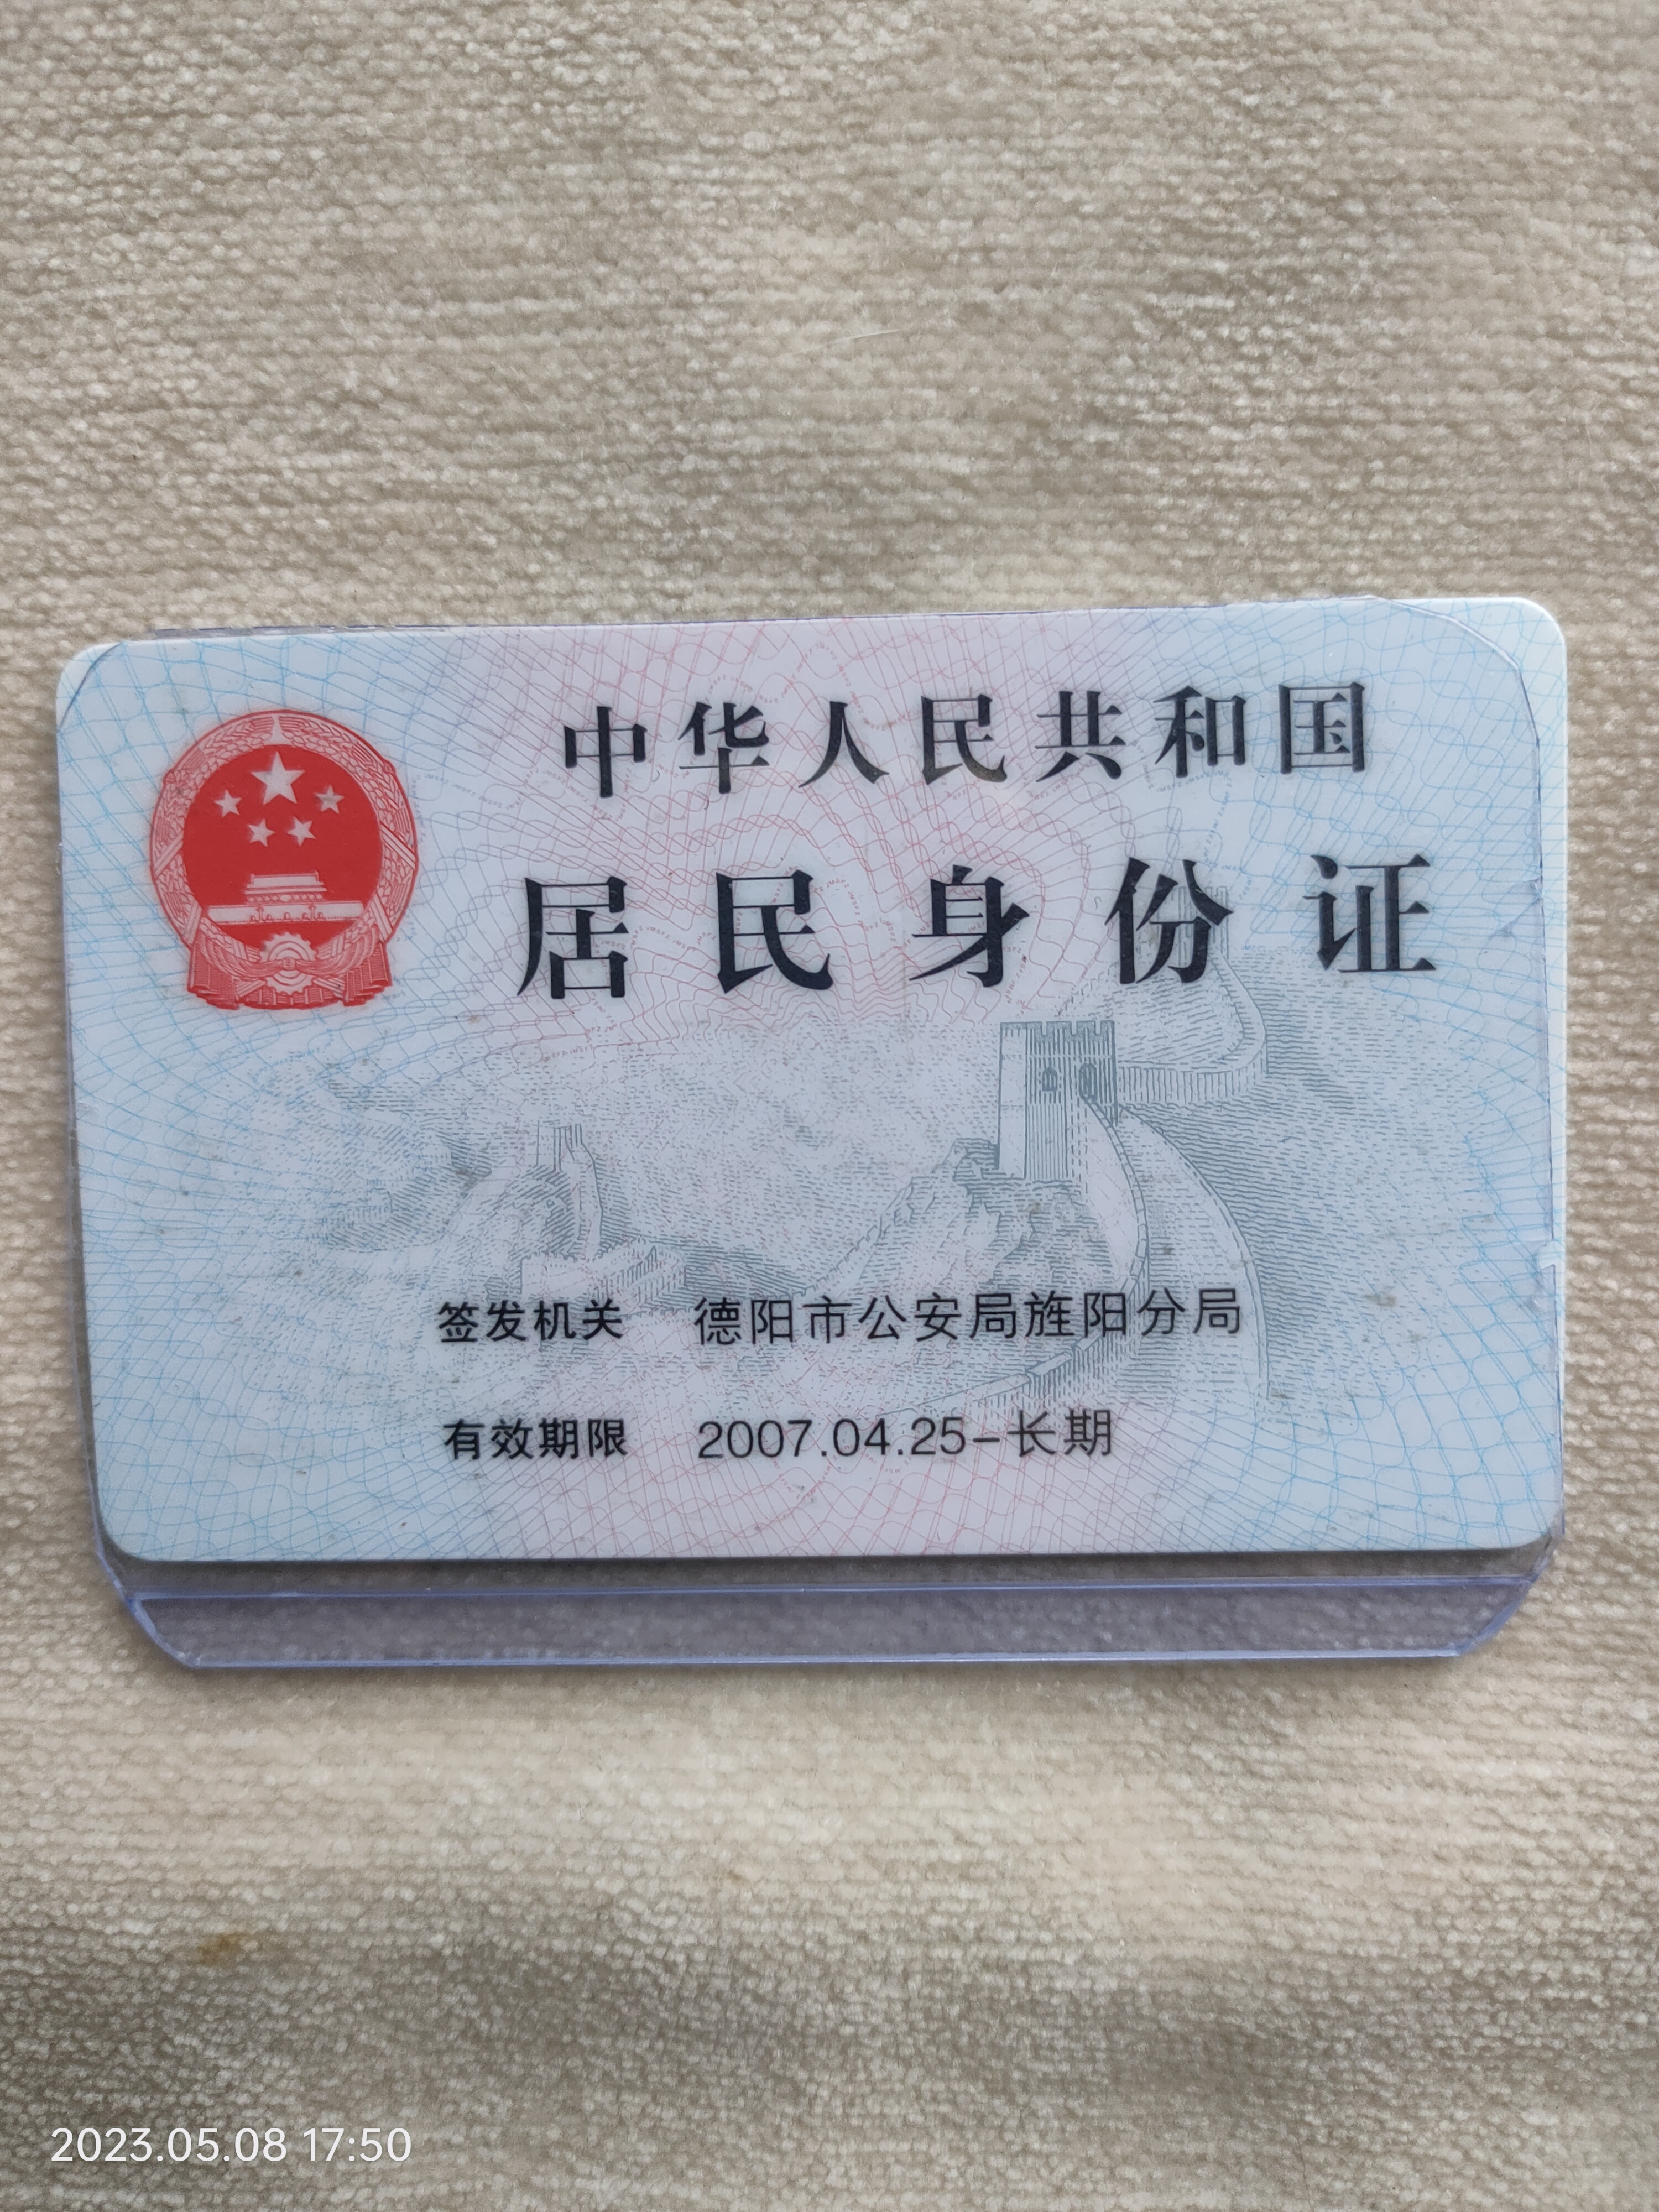 中华人民共和国
居民身份证
签发机关 德阳市公安局旌阳分局
有效期限 2007.04.25-长期
2023.05.08 17:50